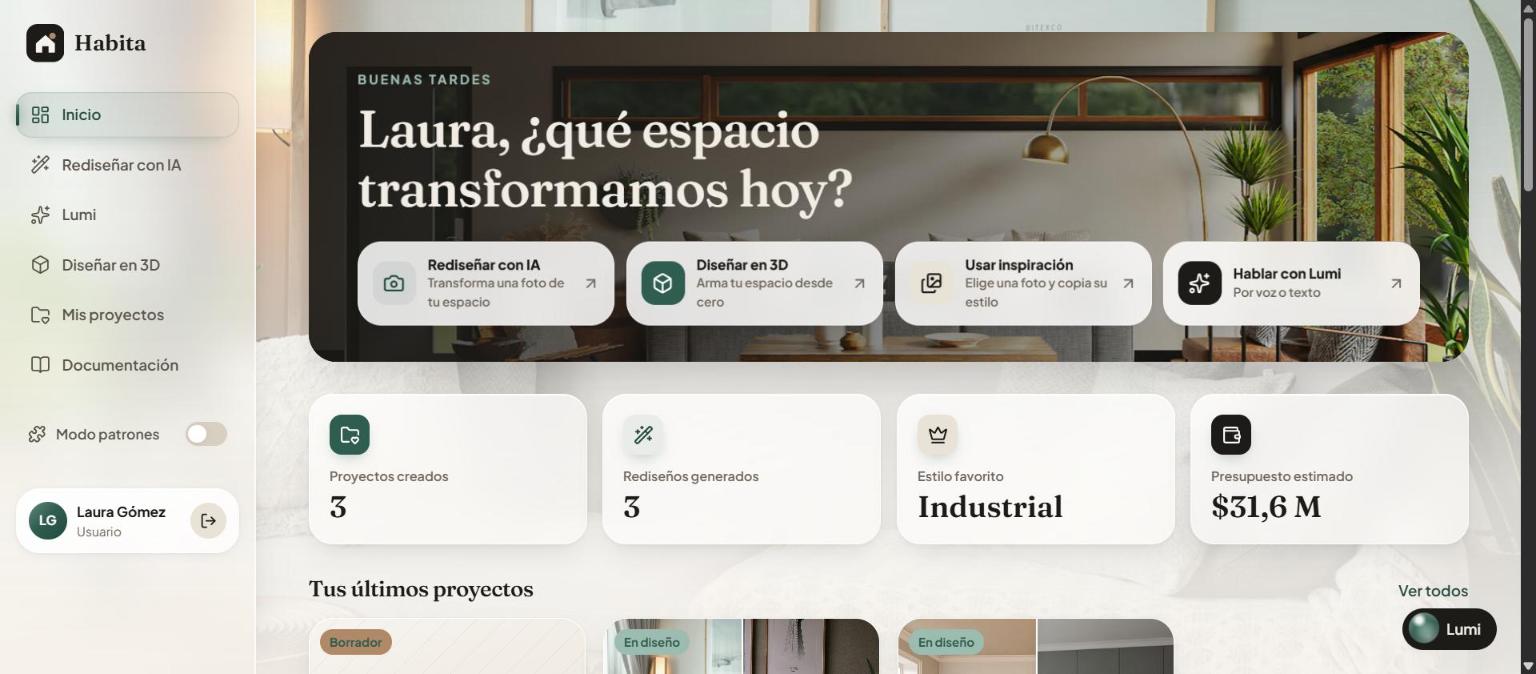 Habita
Inicio
Rediseñar con IA
Lumi
Diseñar en 3D
Mis proyectos
Documentación
Modo patrones
LG
Laura Gómez
Usuario
BUENAS TARDES
Laura, ¿qué espacio
transformamos hoy?
Rediseñar con IA
Transforma una foto de
tu espacio
Diseñar en 3D
Arma tu espacio desde
cero
Usar inspiración
Elige una foto y copia su
estilo
Hablar con Lumi
Por voz o texto
Proyectos creados
3
Rediseños generados
3
Estilo favorito
Industrial
Presupuesto estimado
$31,6 M
Tus últimos proyectos
Ver todos
Borrador
En diseño
En diseño
Lumi